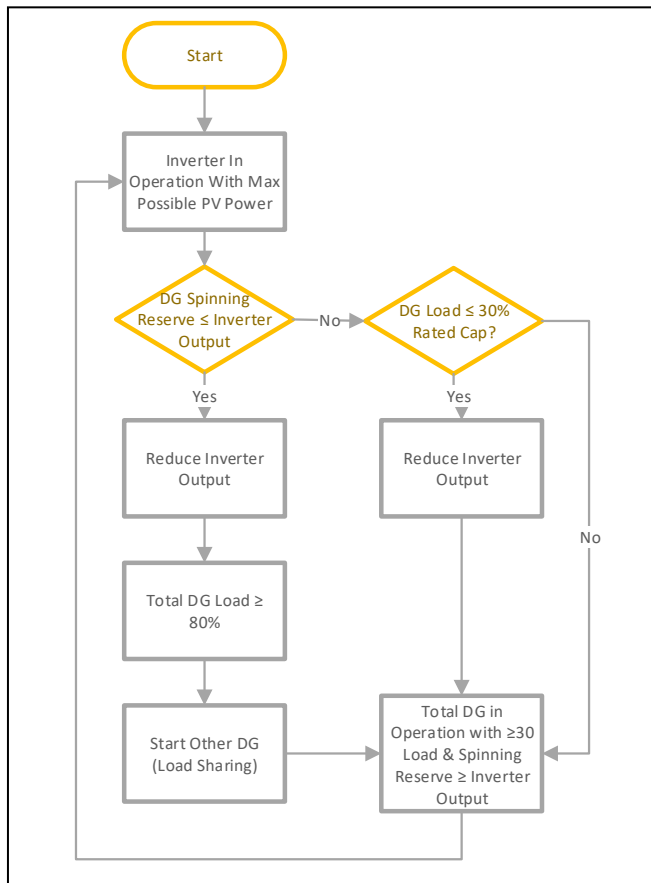 Start
Inverter In
Operation With Max
Possible PV Power
DG Spinning
Reserve ≤ Inverter
Output
No
DG Load ≤ 30%
Rated Cap?
Yes
Yes
Reduce Inverter
Output
Reduce Inverter
Output
No
Total DG Load ≥
80%
Start Other DG
(Load Sharing)
Total DG in
Operation with ≥30
Load & Spinning
Reserve ≥ Inverter
Output